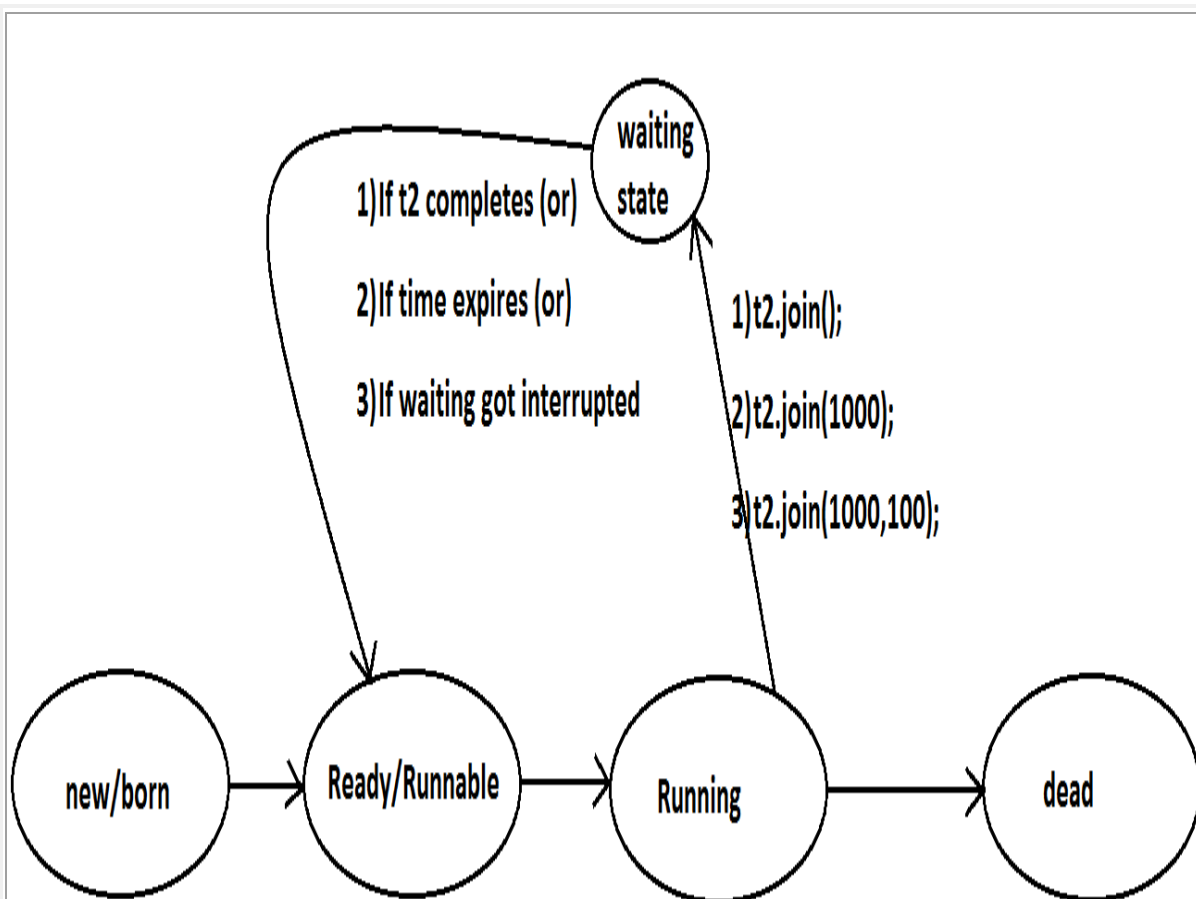 waiting
state
1)If t2 completes (or)
2)If time expires (or)
3)If waiting got interrupted
1)t2.join();
2)t2.join(1000);
3)t2.join(1000,100);
new/born
Ready/Runnable
Running
dead